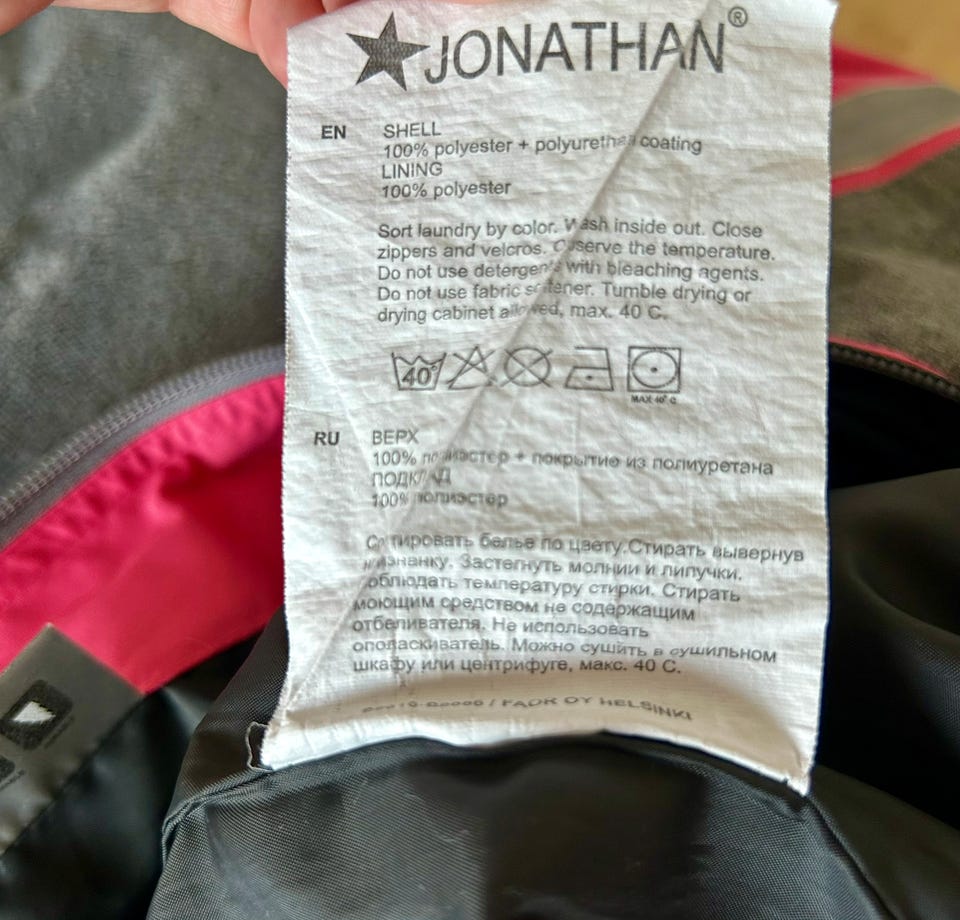 JONATHAN®
EN SHELL
100% polyester + polyurethan coating
LINING
100% polyester
Sort laundry by color. Wash inside out. Close
zippers and velcros. Observe the temperature.
Do not use detergents with bleaching agents.
Do not use fabric softener. Tumble drying or
drying cabinet allowed, max. 40 C.
40°
MAX 40° C
RU ВЕРХ
100% полиэстер + покрытие из полиуретана
ПОДКЛАД
100% полиэстер
Сортировать белье по цвету.Стирать вывернув
наизнанку. Застегнуть молнии и липучки.
Соблюдать температуру стирки. Стирать
моющим средством не содержащим
отбеливателя. Не использовать
ополаскиватель. Можно сушить в сушильном
шкафу или центрифуге, макс. 40 С.
OY HELSINKI